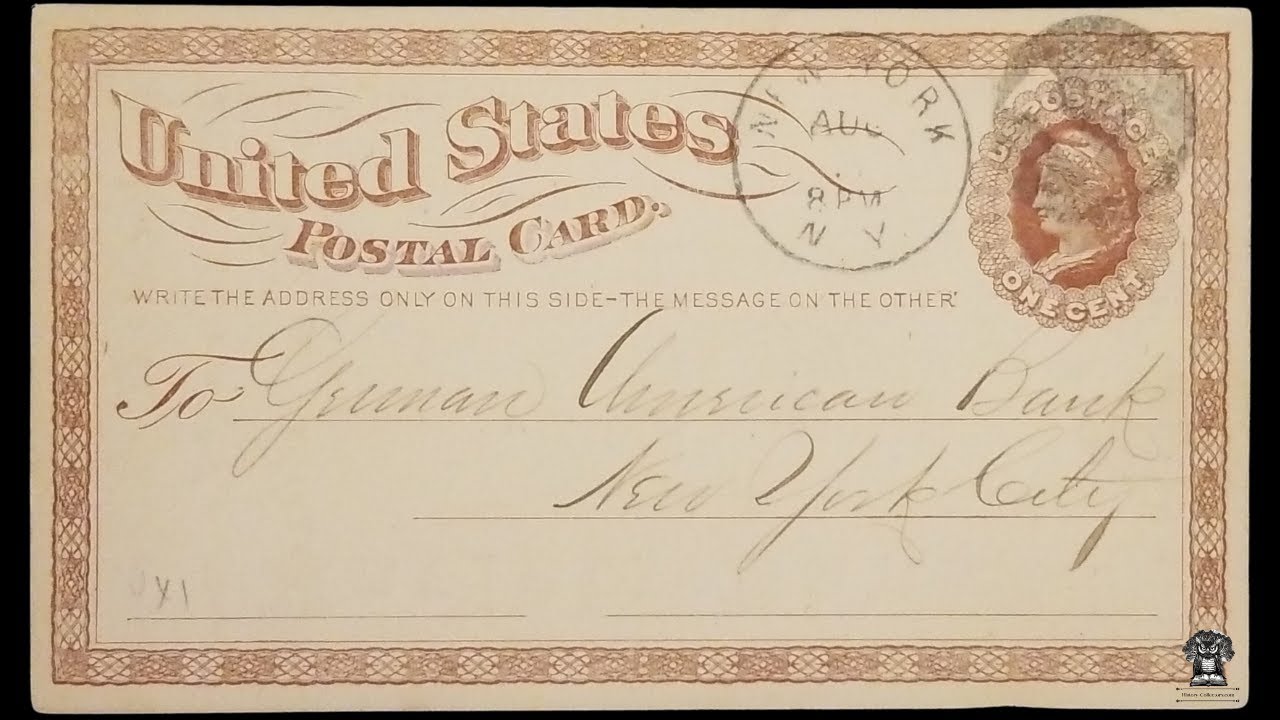 United States
POSTAL CARD.
NEW YORK
AUG
8 PM
N Y
U.S. POSTAGE
ONE CENT
WRITE THE ADDRESS ONLY ON THIS SIDE-THE MESSAGE ON THE OTHER
To German American Bank
New York City